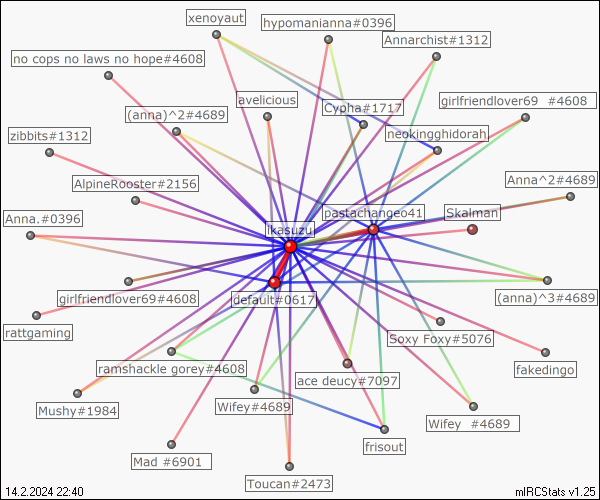 xenoyaut
hypomanianna#0396
Annarchist#1312
no cops no laws no hope#4608
avelicious
girlfriendlover69 #4608
(anna)^2#4689
Cypha#1717
zibbits#1312
neokingghidorah
AlpineRooster#2156
Anna^2#4689
pastachangeo41
Skalman
Anna.#0396
ikasuzu
girlfriendlover69#4608
default#0617
(anna)^3#4689
rattgaming
Soxy Foxy#5076
ramshackle gorey#4608
fakedingo
ace deucy#7097
Mushy#1984
Wifey#4689
Wifey #4689
frisout
Mad #6901
Toucan#2473
14.2.2024 22:40
mIRCStats v1.25